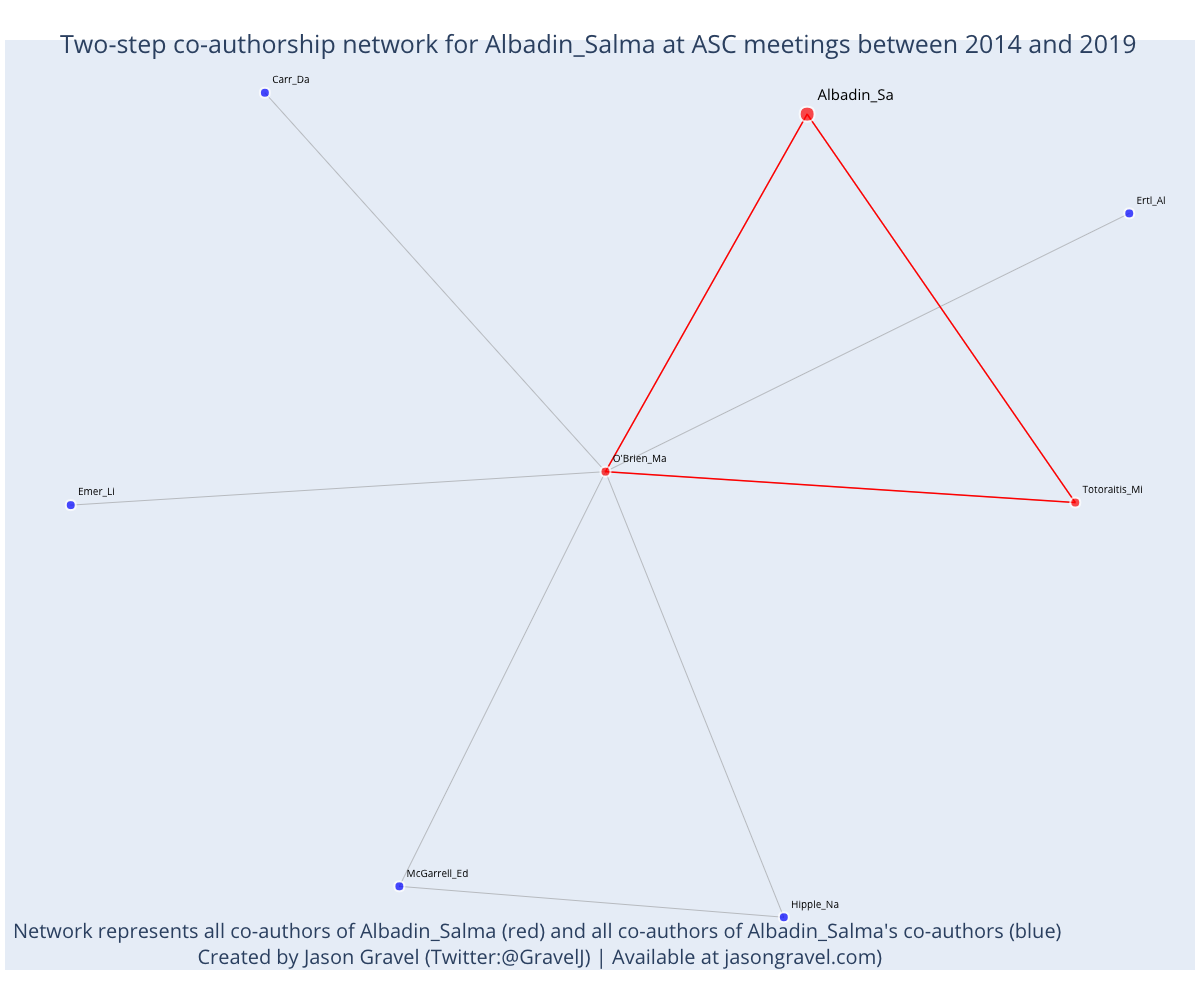 Two-step co-authorship network for Albadin_Salma at ASC meetings between 2014 and 2019
Carr_Da
Albadin_Sa
Ertl_Al
O'Brien_Ma
Emer_Li
Totoraitis_Mi
McGarrell_Ed
Hipple_Na
Network represents all co-authors of Albadin_Salma (red) and all co-authors of Albadin_Salma's co-authors (blue)
Created by Jason Gravel (Twitter:@GravelJ) | Available at jasongravel.com)